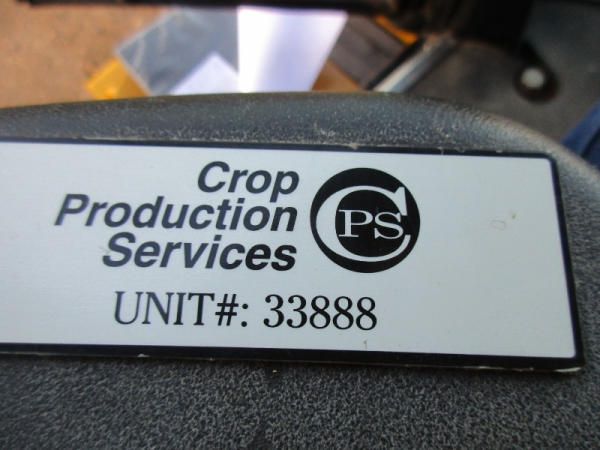 Crop
Production
Services
CPS
UNIT#: 33888